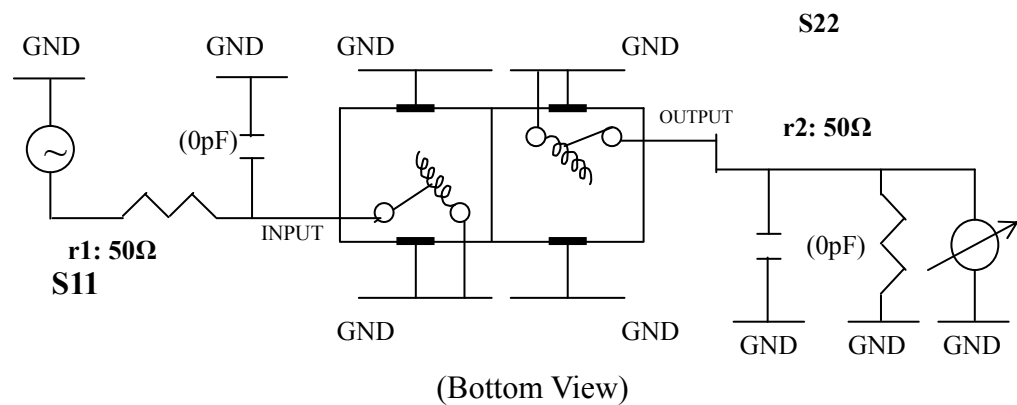 S22
GND
GND
GND
GND
(0pF)
OUTPUT
r2: 50Ω
INPUT
r1: 50Ω
S11
(0pF)
GND
GND
GND
GND
GND
(Bottom View)